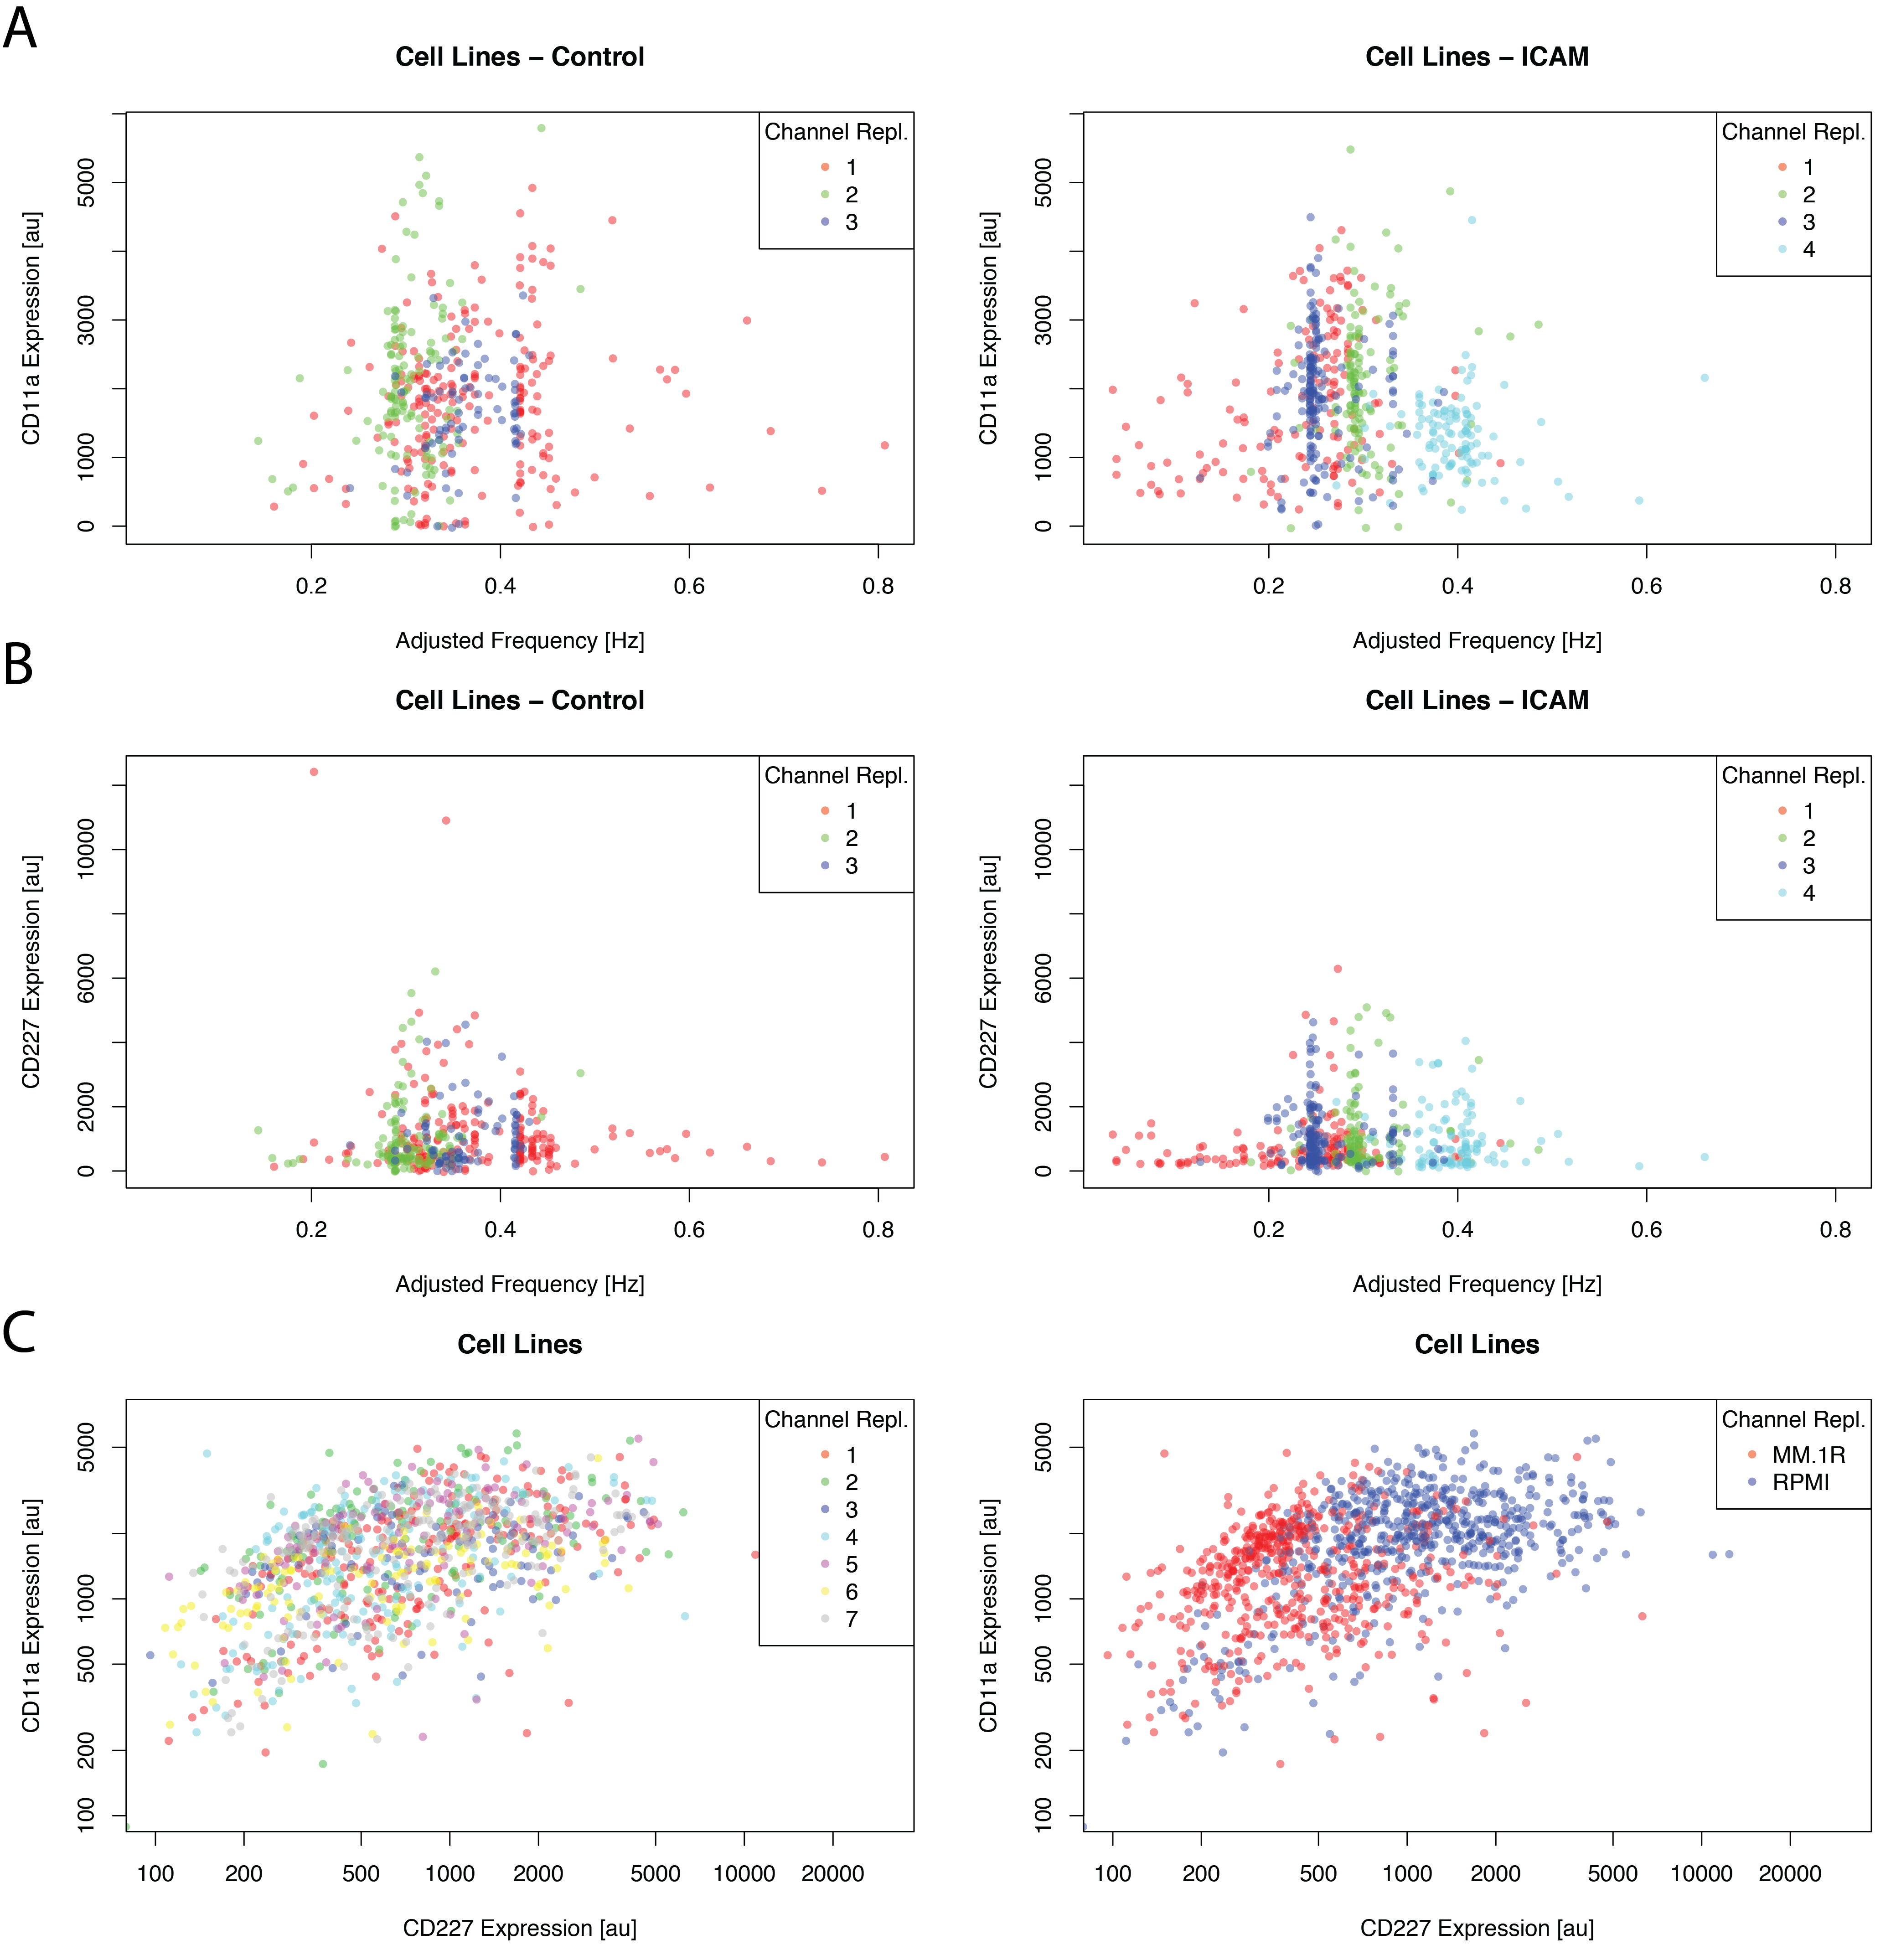 A
Cell Lines – Control
CD11a Expression [au]
5000
3000
1000
0
Channel Repl.
1
2
3
0.2 0.4 0.6 0.8
Adjusted Frequency [Hz]
Cell Lines – ICAM
CD11a Expression [au]
5000
3000
1000
0
Channel Repl.
1
2
3
4
0.2 0.4 0.6 0.8
Adjusted Frequency [Hz]
B
Cell Lines – Control
CD227 Expression [au]
10000
6000
2000
0
Channel Repl.
1
2
3
0.2 0.4 0.6 0.8
Adjusted Frequency [Hz]
Cell Lines – ICAM
CD227 Expression [au]
10000
6000
2000
0
Channel Repl.
1
2
3
4
0.2 0.4 0.6 0.8
Adjusted Frequency [Hz]
C
Cell Lines
CD11a Expression [au]
5000
1000
500
200
100
Channel Repl.
1
2
3
4
5
6
7
100 200 500 1000 2000 5000 10000 20000
CD227 Expression [au]
Cell Lines
CD11a Expression [au]
5000
1000
500
200
100
Channel Repl.
MM.1R
RPMI
100 200 500 1000 2000 5000 10000 20000
CD227 Expression [au]